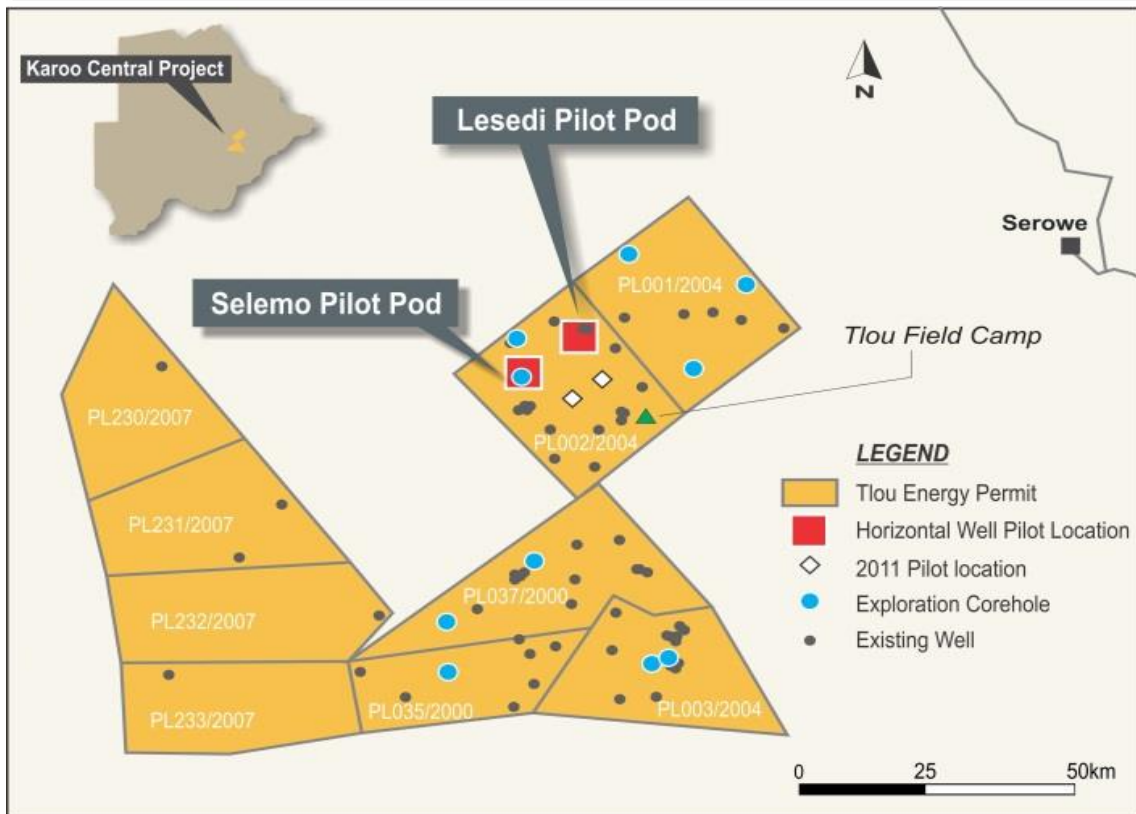 Karoo Central Project
N
Lesedi Pilot Pod
Serowe
PL001/2004
Selemo Pilot Pod
Tlou Field Camp
PL230/2007
PL002/2004
LEGEND
Tlou Energy Permit
Horizontal Well Pilot Location
2011 Pilot location
Exploration Corehole
Existing Well
PL231/2007
PL037/2000
PL232/2007
PL233/2007
PL035/2000
PL003/2004
0 25 50km